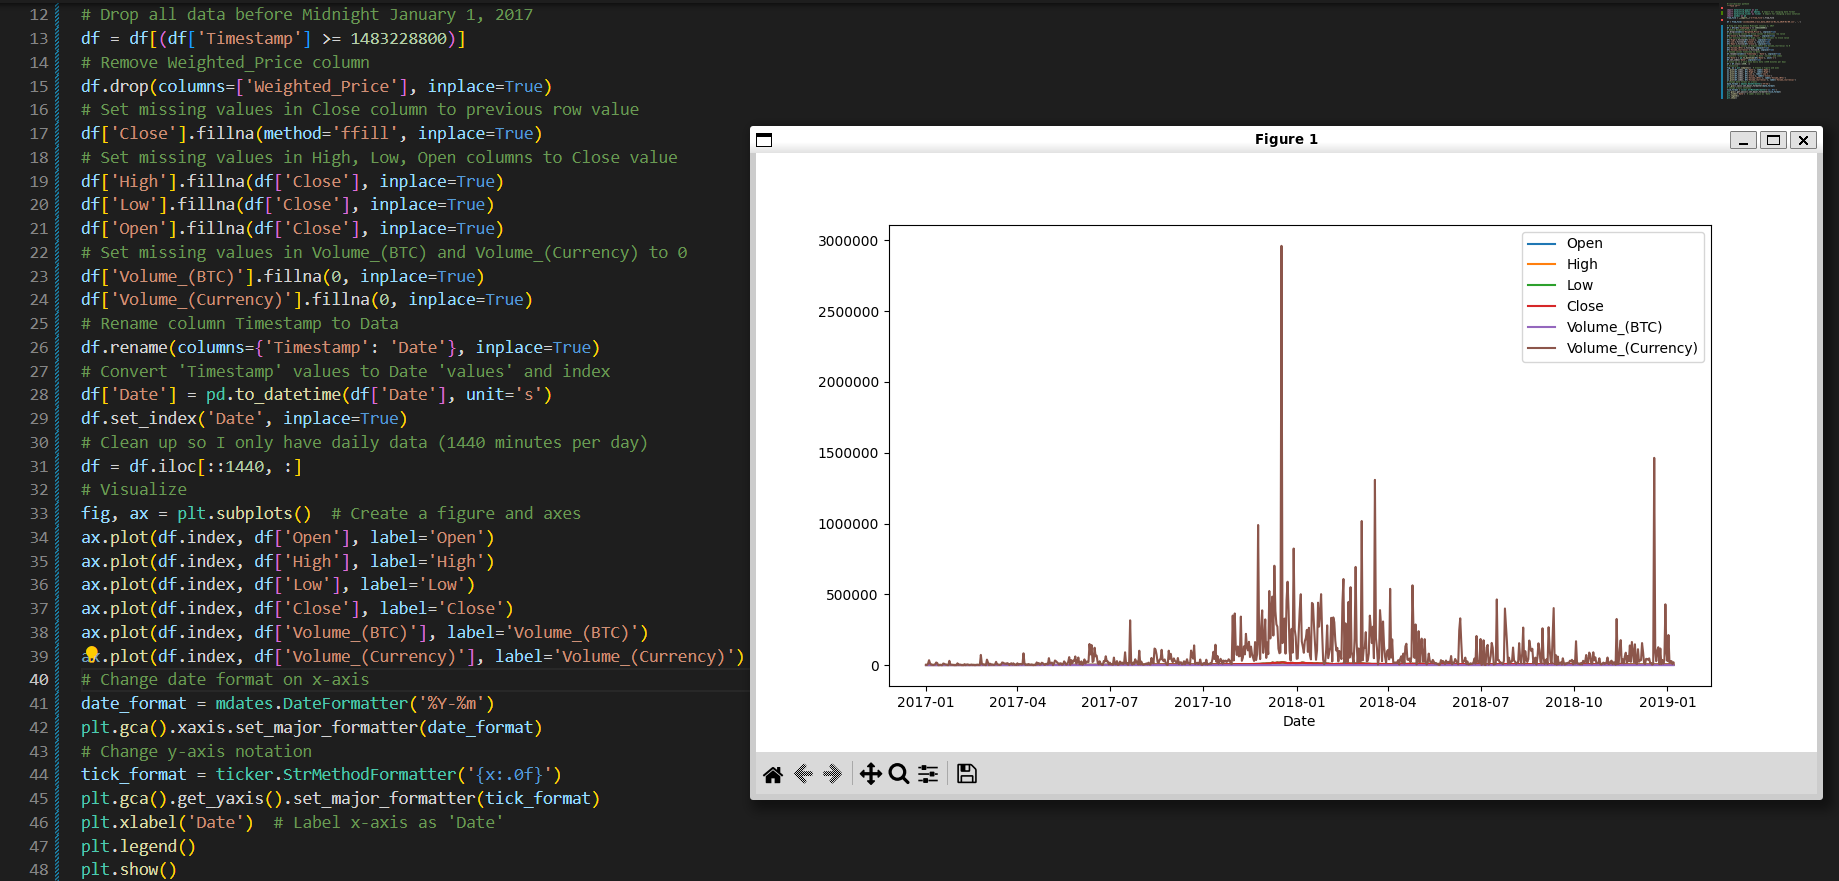 12 # Drop all data before Midnight January 1, 2017
13 df = df[(df['Timestamp'] >= 1483228800)]
14 # Remove Weighted_Price column
15 df.drop(columns=['Weighted_Price'], inplace=True)
16 # Set missing values in Close column to previous row value
17 df['Close'].fillna(method='ffill', inplace=True)
18 # Set missing values in High, Low, Open columns to Close value
19 df['High'].fillna(df['Close'], inplace=True)
20 df['Low'].fillna(df['Close'], inplace=True)
21 df['Open'].fillna(df['Close'], inplace=True)
22 # Set missing values in Volume_(BTC) and Volume_(Currency) to 0
23 df['Volume_(BTC)'].fillna(0, inplace=True)
24 df['Volume_(Currency)'].fillna(0, inplace=True)
25 # Rename column Timestamp to Data
26 df.rename(columns={'Timestamp': 'Date'}, inplace=True)
27 # Convert 'Timestamp' values to Date 'values' and index
28 df['Date'] = pd.to_datetime(df['Date'], unit='s')
29 df.set_index('Date', inplace=True)
30 # Clean up so I only have daily data (1440 minutes per day)
31 df = df.iloc[::1440, :]
32 # Visualize
33 fig, ax = plt.subplots()  # Create a figure and axes
34 ax.plot(df.index, df['Open'], label='Open')
35 ax.plot(df.index, df['High'], label='High')
36 ax.plot(df.index, df['Low'], label='Low')
37 ax.plot(df.index, df['Close'], label='Close')
38 ax.plot(df.index, df['Volume_(BTC)'], label='Volume_(BTC)')
39 ax.plot(df.index, df['Volume_(Currency)'], label='Volume_(Currency)')
40 # Change date format on x-axis
41 date_format = mdates.DateFormatter('%Y-%m')
42 plt.gca().xaxis.set_major_formatter(date_format)
43 # Change y-axis notation
44 tick_format = ticker.StrMethodFormatter('{x:.0f}')
45 plt.gca().get_yaxis().set_major_formatter(tick_format)
46 plt.xlabel('Date')  # Label x-axis as 'Date'
47 plt.legend()
48 plt.show()
Figure 1
3000000
2500000
2000000
1500000
1000000
500000
0
Open
High
Low
Close
Volume_(BTC)
Volume_(Currency)
2017-01 2017-04 2017-07 2017-10 2018-01 2018-04 2018-07 2018-10 2019-01
Date